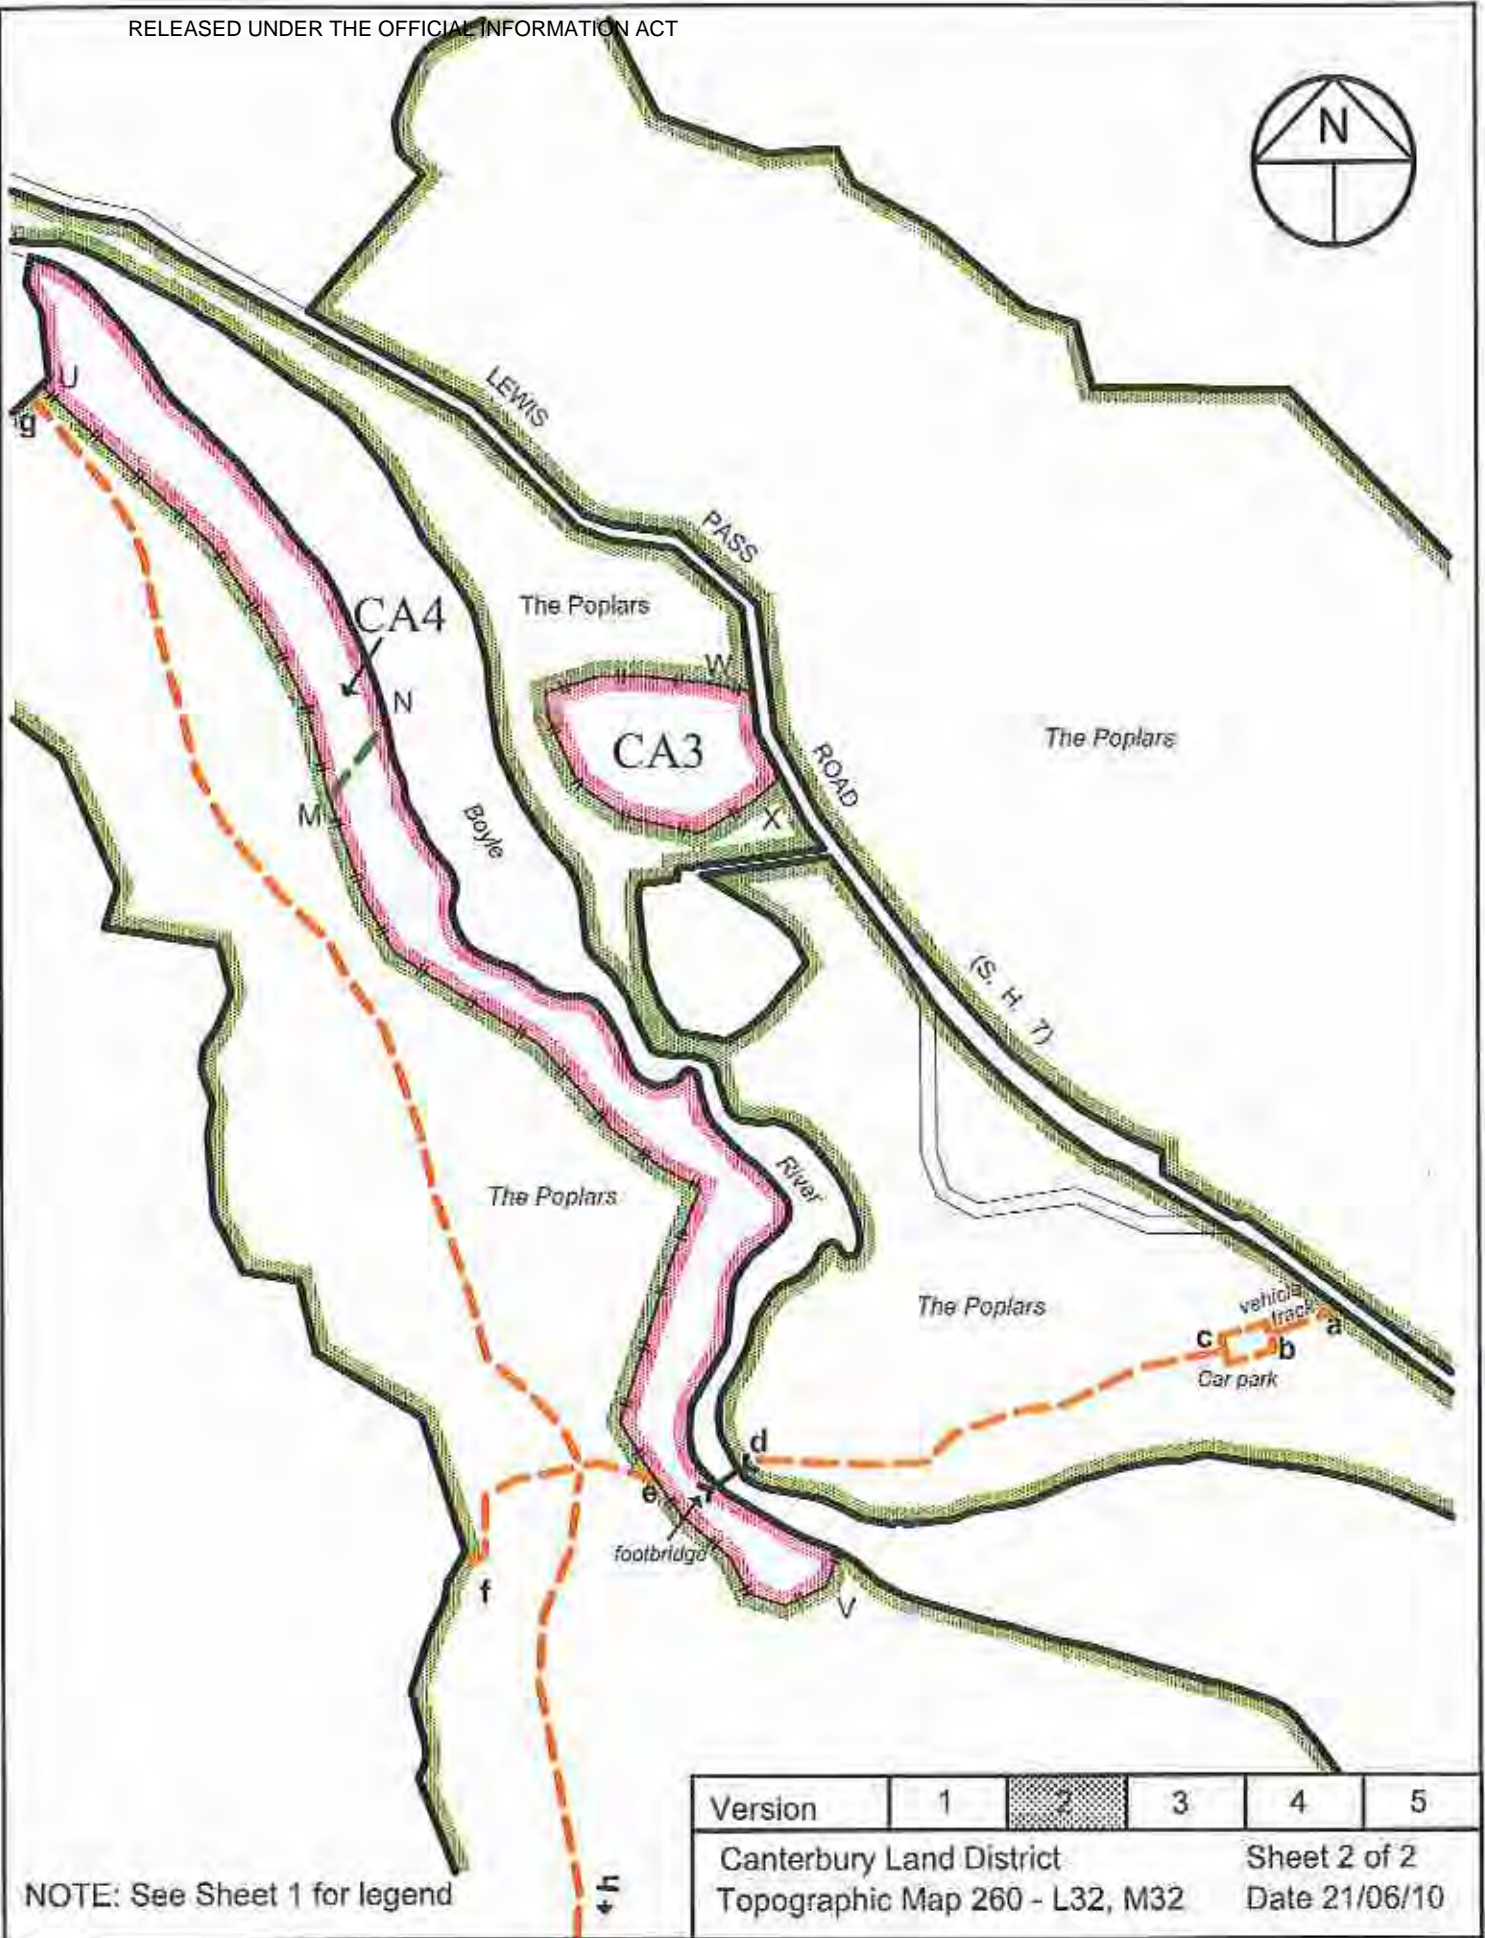 RELEASED UNDER THE OFFICIAL INFORMATION ACT
N
U
g
LEWIS
PASS
CA4
The Poplars
W
N
CA3
The Poplars
ROAD
M
Boyle
X
(S. H. 7)
River
The Poplars
The Poplars
vehicle
track
a
c
b
Car park
d
e
footbridge
f
V
h
Version 1 2 3 4 5
Canterbury Land District Sheet 2 of 2
Topographic Map 260 - L32, M32 Date 21/06/10
NOTE: See Sheet 1 for legend